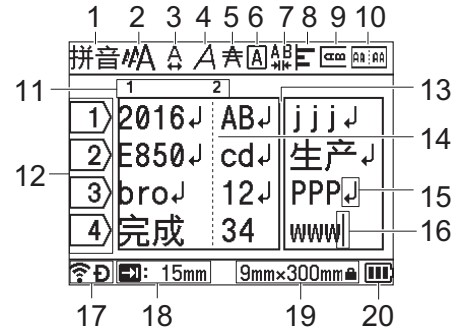 1 2 3 4 5 6 7 8 9 10
拼音 A A A A A A B AA AA
11 1 2 13
1 2016↲ AB↲ jjj↲
14
2 E850↲ cd↲ 生产↲
12 3 bro↲ 12↲ PPP↲ 15
4 完成 34 WWW 16
: 15mm 9mm×300mm
17 18 19 20